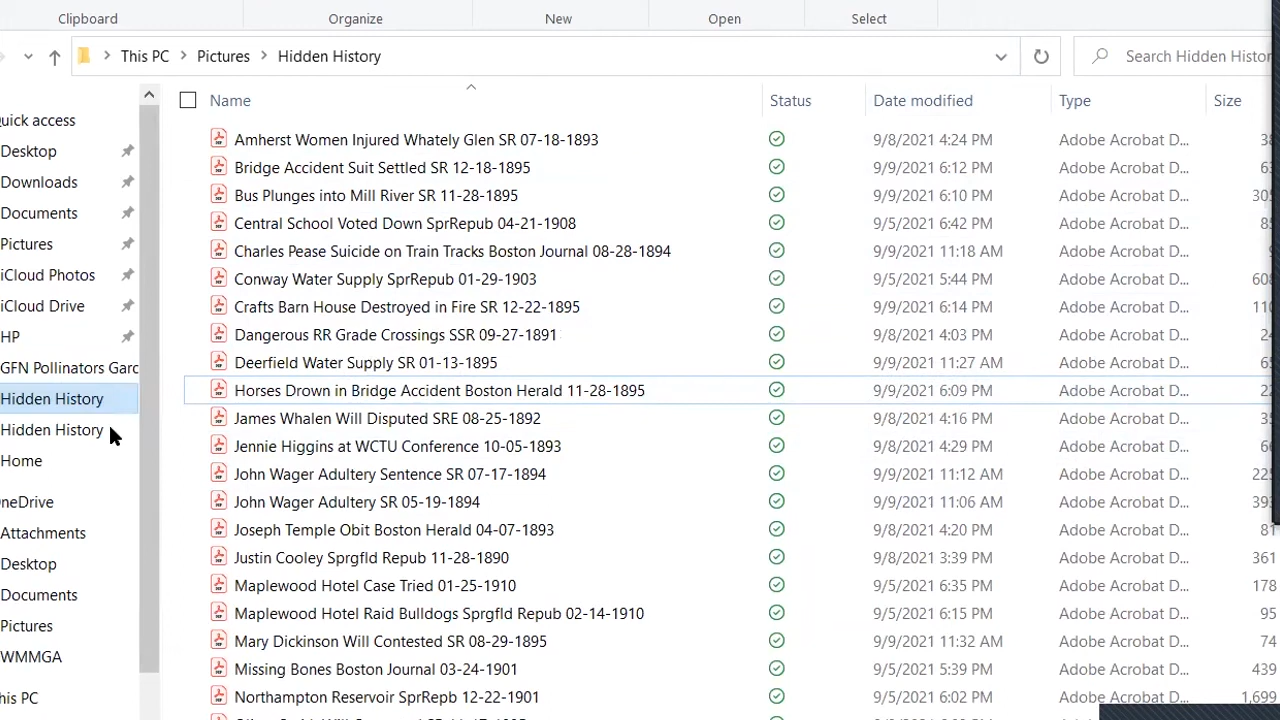 Clipboard Organize New Open Select
This PC Pictures Hidden History Search Hidden Histor
Name Status Date modified Type Size
uick access
Desktop
Downloads
Documents
Pictures
iCloud Photos
iCloud Drive
HP
GFN Pollinators Garc
Hidden History
Hidden History
Home
neDrive
Attachments
Desktop
Documents
Pictures
WMMGA
his PC
Amherst Women Injured Whately Glen SR 07-18-1893 9/8/2021 4:24 PM Adobe Acrobat D...
Bridge Accident Suit Settled SR 12-18-1895 9/9/2021 6:12 PM Adobe Acrobat D...
Bus Plunges into Mill River SR 11-28-1895 9/9/2021 6:10 PM Adobe Acrobat D...
Central School Voted Down SprRepub 04-21-1908 9/5/2021 6:42 PM Adobe Acrobat D...
Charles Pease Suicide on Train Tracks Boston Journal 08-28-1894 9/9/2021 11:18 AM Adobe Acrobat D...
Conway Water Supply SprRepub 01-29-1903 9/5/2021 5:44 PM Adobe Acrobat D...
Crafts Barn House Destroyed in Fire SR 12-22-1895 9/9/2021 6:14 PM Adobe Acrobat D...
Dangerous RR Grade Crossings SSR 09-27-1891 9/8/2021 4:03 PM Adobe Acrobat D...
Deerfield Water Supply SR 01-13-1895 9/9/2021 11:27 AM Adobe Acrobat D...
Horses Drown in Bridge Accident Boston Herald 11-28-1895 9/9/2021 6:09 PM Adobe Acrobat D...
James Whalen Will Disputed SRE 08-25-1892 9/8/2021 4:16 PM Adobe Acrobat D...
Jennie Higgins at WCTU Conference 10-05-1893 9/8/2021 4:29 PM Adobe Acrobat D...
John Wager Adultery Sentence SR 07-17-1894 9/9/2021 11:12 AM Adobe Acrobat D...
John Wager Adultery SR 05-19-1894 9/9/2021 11:06 AM Adobe Acrobat D...
Joseph Temple Obit Boston Herald 04-07-1893 9/8/2021 4:20 PM Adobe Acrobat D... 81
Justin Cooley Sprgfld Repub 11-28-1890 9/8/2021 3:39 PM Adobe Acrobat D... 361
Maplewood Hotel Case Tried 01-25-1910 9/5/2021 6:35 PM Adobe Acrobat D... 178
Maplewood Hotel Raid Bulldogs Sprgfld Repub 02-14-1910 9/5/2021 6:15 PM Adobe Acrobat D... 95
Mary Dickinson Will Contested SR 08-29-1895 9/9/2021 11:32 AM Adobe Acrobat D... 74
Missing Bones Boston Journal 03-24-1901 9/5/2021 5:39 PM Adobe Acrobat D... 439
Northampton Reservoir SprRepb 12-22-1901 9/5/2021 6:02 PM Adobe Acrobat D... 1,699